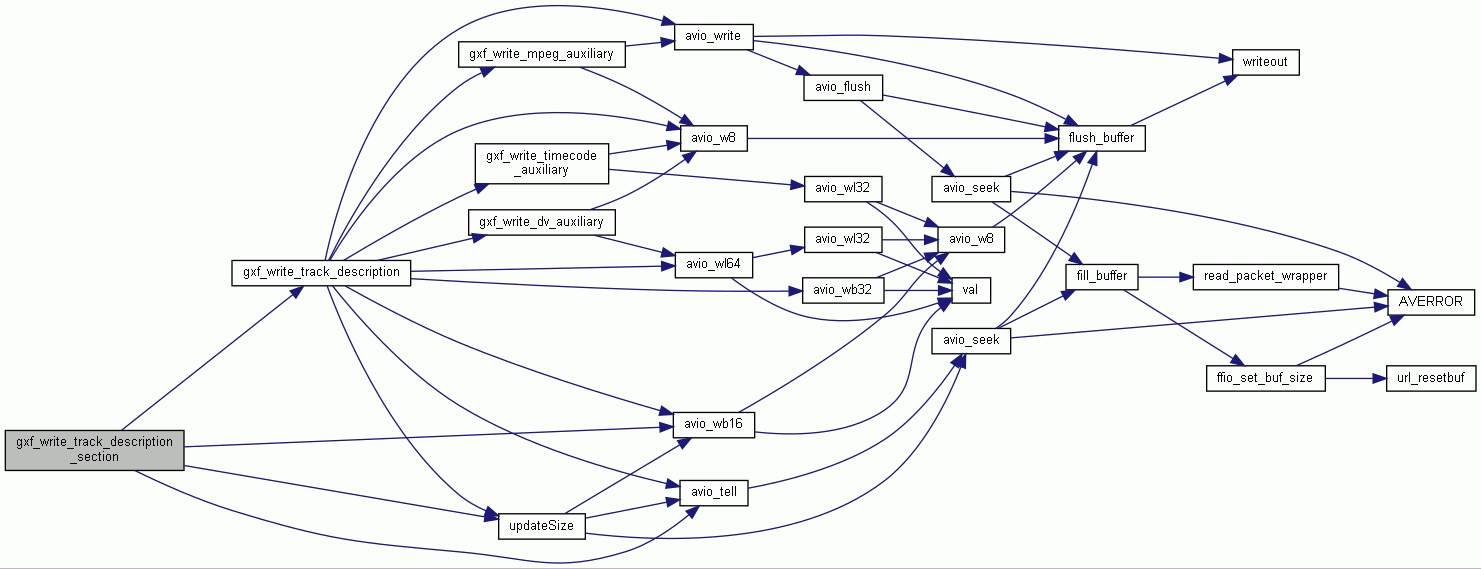 avio_write
gxf_write_mpeg_auxiliary
writeout
avio_flush
avio_w8
flush_buffer
gxf_write_timecode
_auxiliary
avio_wl32
avio_seek
gxf_write_dv_auxiliary
avio_wl32
avio_w8
avio_wl64
gxf_write_track_description
fill_buffer
read_packet_wrapper
avio_wb32
val
AVERROR
avio_seek
ffio_set_buf_size
url_resetbuf
avio_wb16
gxf_write_track_description
_section
avio_tell
updateSize